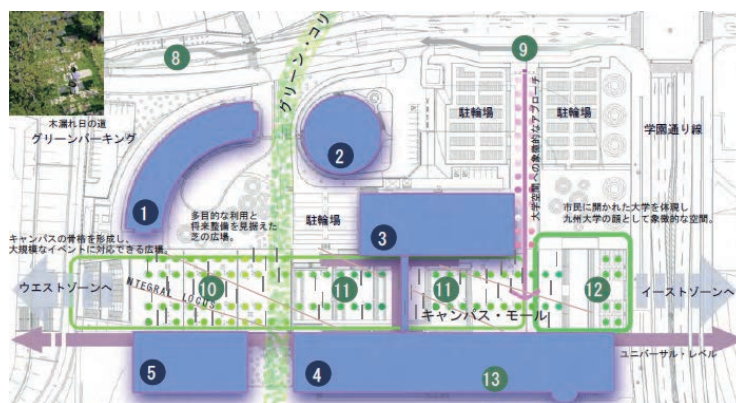 木漏れ日の道
グリーンパーキング
8
グリーン・コリ
9
駐輪場
大学空間への象徴的なアプローチ
駐輪場
学園通り線
1
2
多目的な利用と
将来整備を見据えた
芝の広場。
駐輪場
3
市民に開かれた大学を体現し
九州大学の顔として象徴的な空間。
キャンパスの骨格を形成し、
大規模なイベントに対応できる広場。
ウエストゾーンへ
NTEGRAL LOCUS
10
11
11
12
イーストゾーンへ
キャンパス・モール
ユニバーサル・レベル
5
4
13